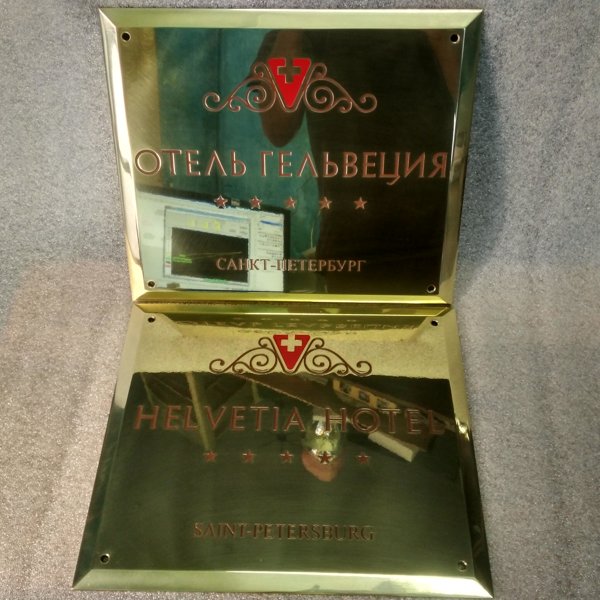 ОТЕЛЬ ГЕЛЬВЕЦИЯ
САНКТ-ПЕТЕРБУРГ
HELVETIA HOTEL
SAINT-PETERSBURG